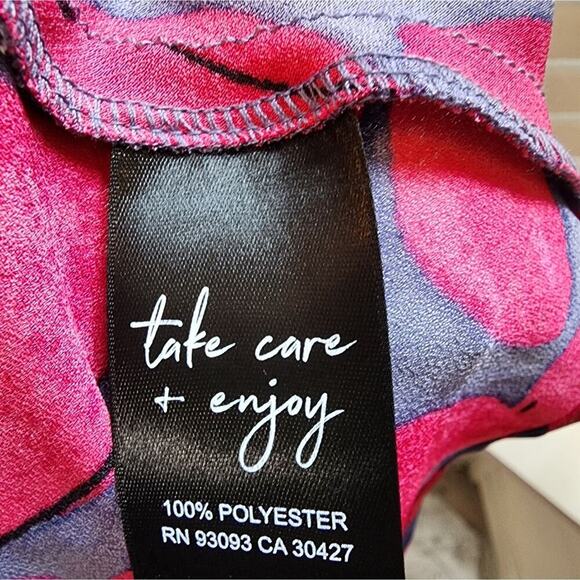 take care
+ enjoy
100% POLYESTER
RN 93093 CA 30427